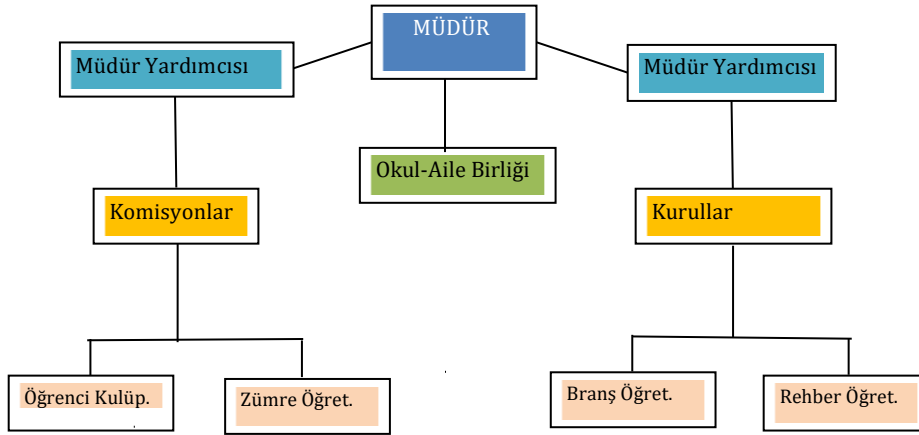 MÜDÜR
Müdür Yardımcısı
Müdür Yardımcısı
Okul-Aile Birliği
Komisyonlar
Kurullar
Öğrenci Kulüp.
Zümre Öğret.
Branş Öğret.
Rehber Öğret.